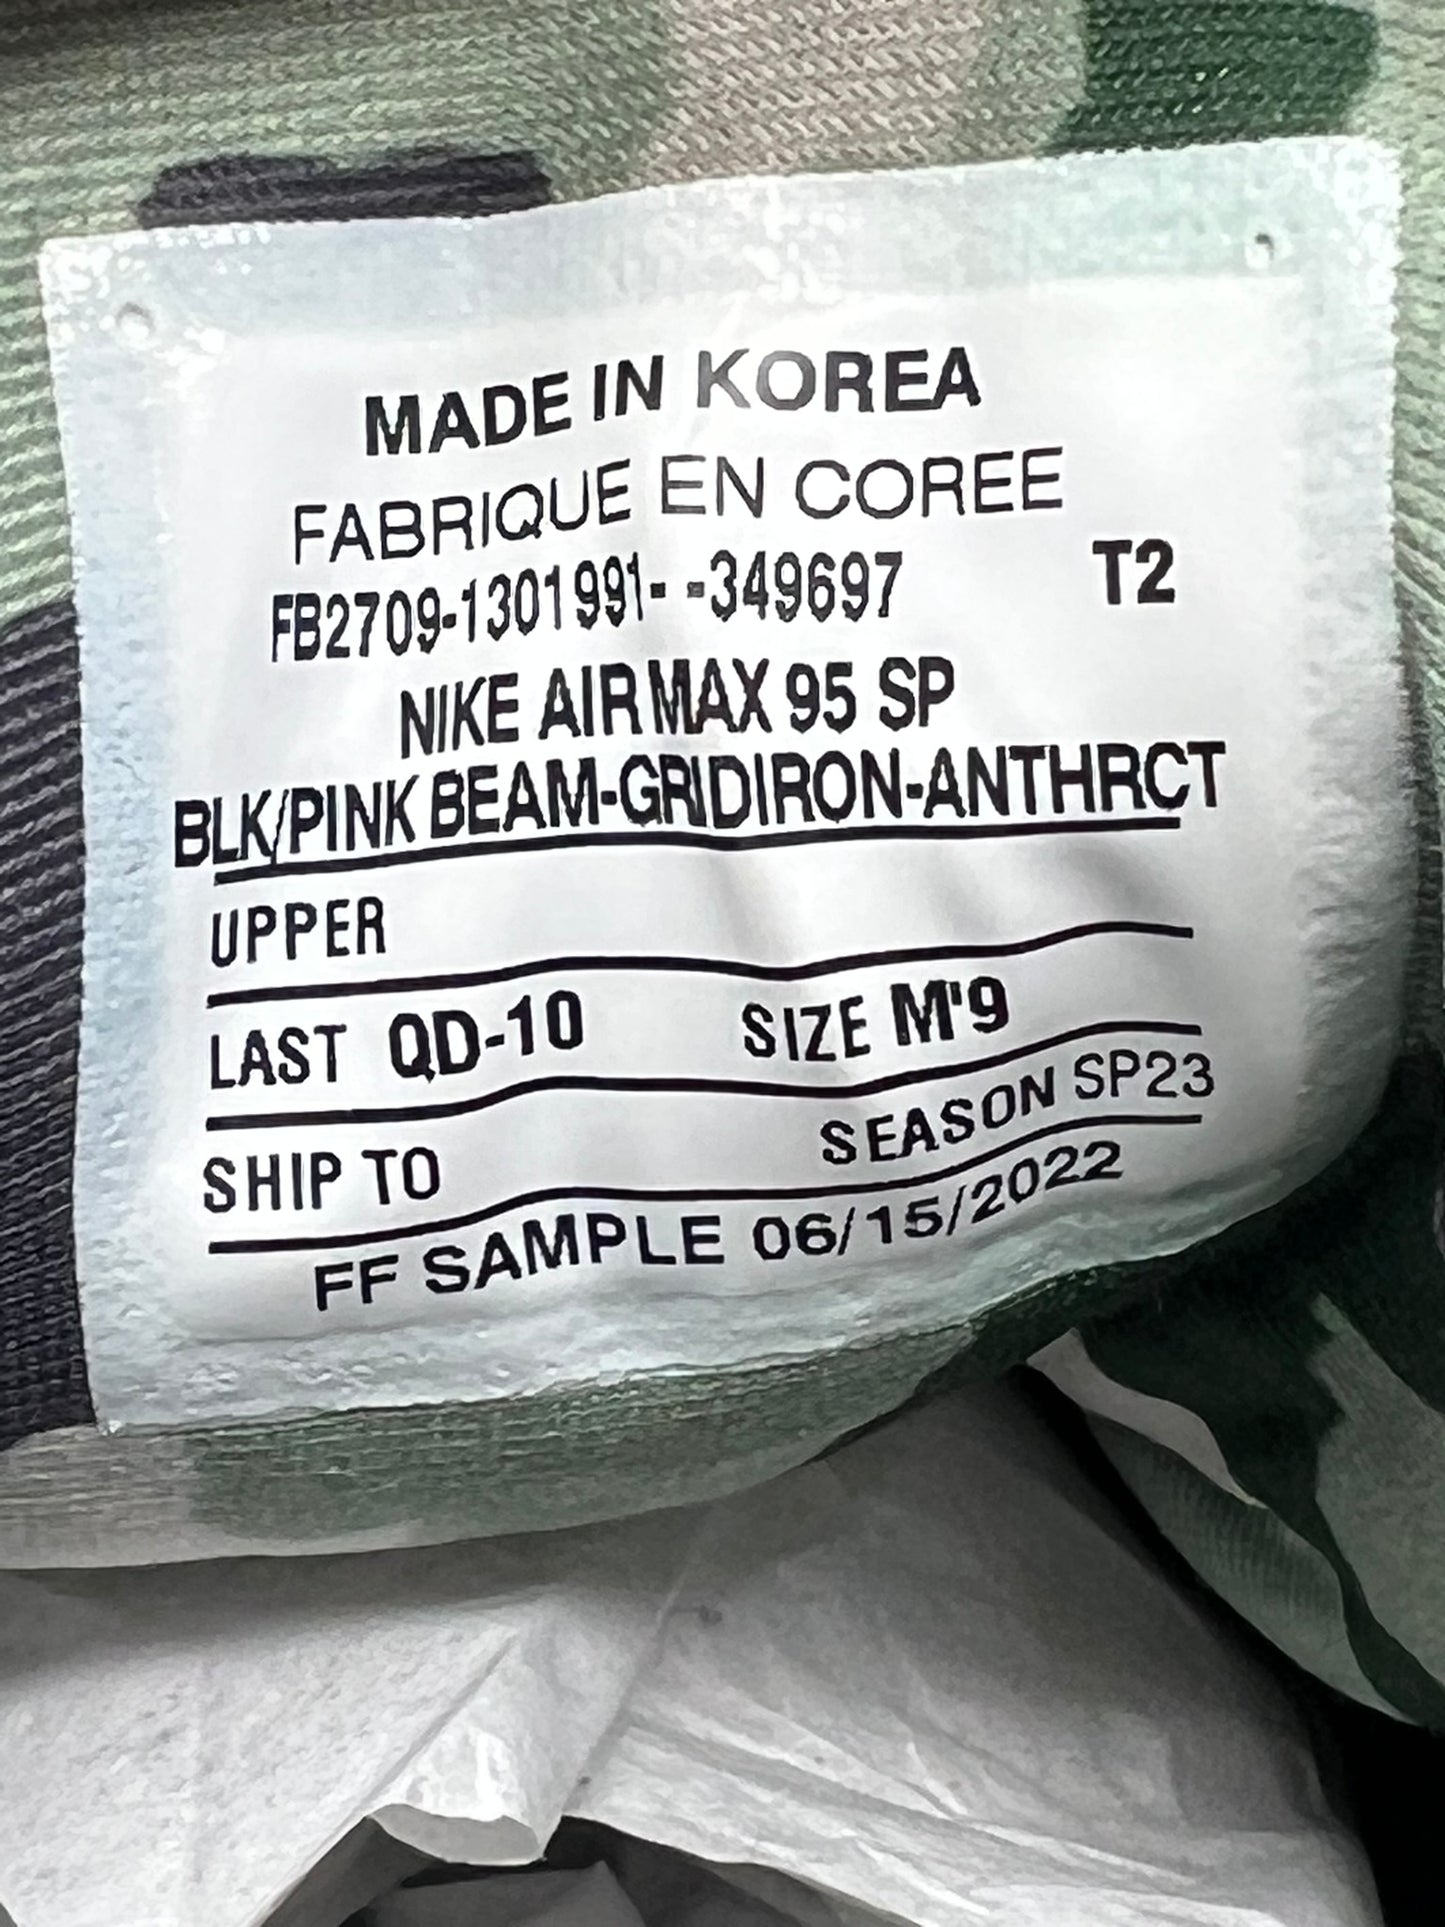 MADE IN KOREA
FABRIQUE EN COREE
FB2709-1301991- -349697 T2
NIKE AIR MAX 95 SP
BLK/PINK BEAM-GRIDIRON-ANTHRCT
UPPER
LAST QD-10 SIZE M'9
SHIP TO SEASON SP23
FF SAMPLE 06/15/2022